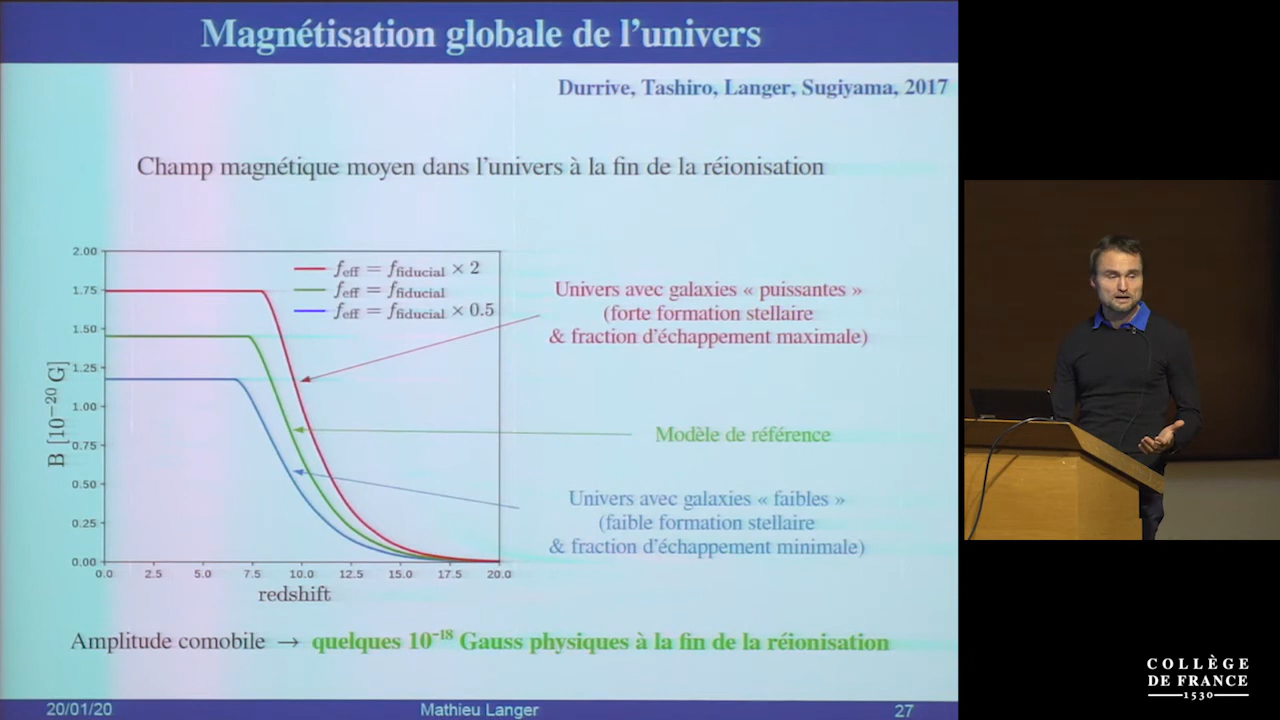 Magnétisation globale de l'univers
Durrive, Tashiro, Langer, Sugiyama, 2017
Champ magnétique moyen dans l'univers à la fin de la réionisation
2.00
1.75
1.50
1.25
1.00
0.75
0.50
0.25
0.00
B [10⁻²⁰ G]
f_eff = f_fiducial × 2
f_eff = f_fiducial
f_eff = f_fiducial × 0.5
0.0 2.5 5.0 7.5 10.0 12.5 15.0 17.5 20.0
redshift
Univers avec galaxies « puissantes »
(forte formation stellaire
& fraction d'échappement maximale)
Modèle de référence
Univers avec galaxies « faibles »
(faible formation stellaire
& fraction d'échappement minimale)
Amplitude comobile → quelques 10⁻¹⁸ Gauss physiques à la fin de la réionisation
20/01/20 Mathieu Langer 27
COLLÈGE
DE FRANCE
1530